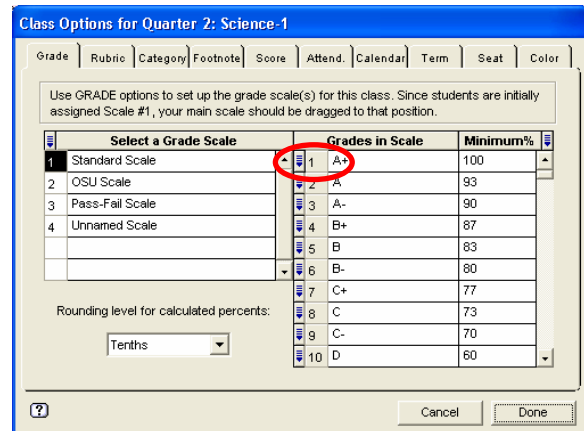 Class Options for Quarter 2: Science-1
Grade Rubric Category Footnote Score Attend. Calendar Term Seat Color
Use GRADE options to set up the grade scale(s) for this class. Since students are initially
assigned Scale #1, your main scale should be dragged to that position.
Select a Grade Scale Grades in Scale Minimum%
1 Standard Scale 1 A+ 100
2 OSU Scale 2 A 93
3 Pass-Fail Scale 3 A- 90
4 Unnamed Scale 4 B+ 87
5 B 83
6 B- 80
7 C+ 77
Rounding level for calculated percents: 8 C 73
9 C- 70
Tenths 10 D 60
? Cancel Done